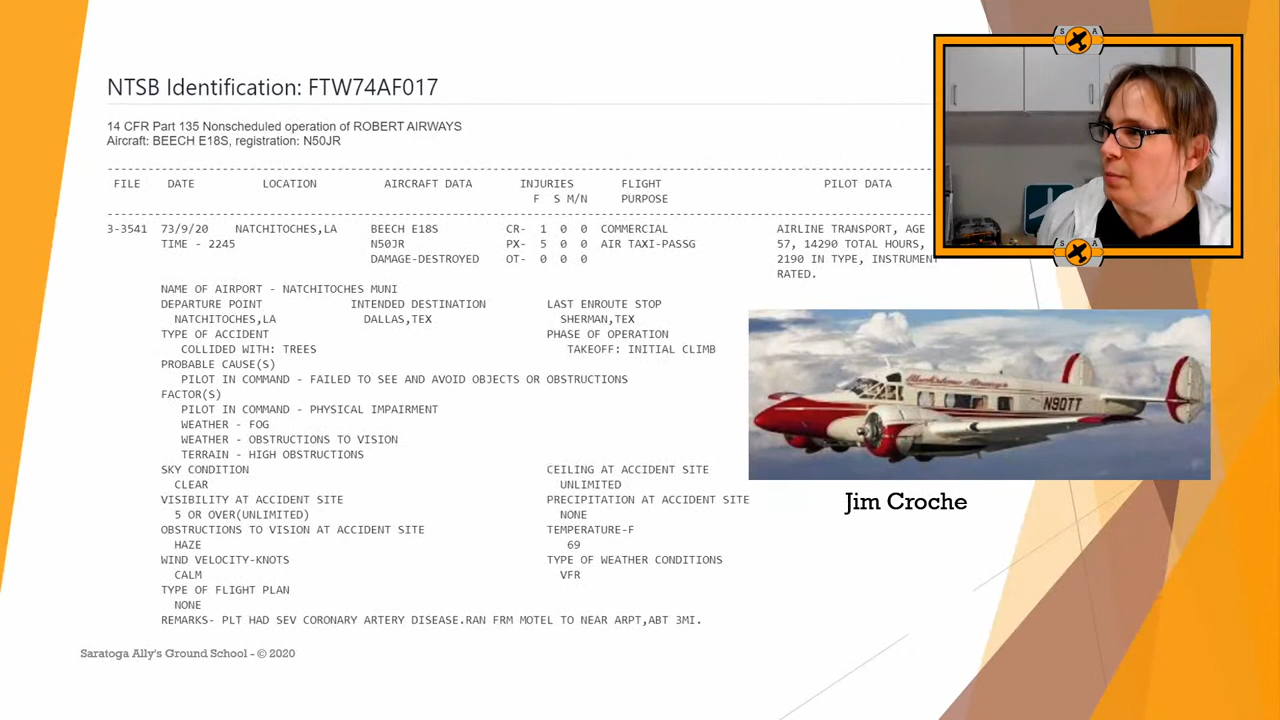 NTSB Identification: FTW74AF017
14 CFR Part 135 Nonscheduled operation of ROBERT AIRWAYS
Aircraft: BEECH E18S, registration: N50JR
FILE DATE LOCATION AIRCRAFT DATA INJURIES FLIGHT PILOT DATA
F S M/N PURPOSE
3-3541 73/9/20 NATCHITOCHES,LA BEECH E18S CR- 1 0 0 COMMERCIAL AIRLINE TRANSPORT, AGE
TIME - 2245 N50JR PX- 5 0 0 AIR TAXI-PASSG 57, 14290 TOTAL HOURS,
DAMAGE-DESTROYED OT- 0 0 0 2190 IN TYPE, INSTRUMENT
RATED.
NAME OF AIRPORT - NATCHITOCHES MUNI
DEPARTURE POINT INTENDED DESTINATION LAST ENROUTE STOP
NATCHITOCHES,LA DALLAS,TEX SHERMAN,TEX
TYPE OF ACCIDENT PHASE OF OPERATION
COLLIDED WITH: TREES TAKEOFF: INITIAL CLIMB
PROBABLE CAUSE(S)
PILOT IN COMMAND - FAILED TO SEE AND AVOID OBJECTS OR OBSTRUCTIONS
FACTOR(S)
PILOT IN COMMAND - PHYSICAL IMPAIRMENT
WEATHER - FOG
WEATHER - OBSTRUCTIONS TO VISION
TERRAIN - HIGH OBSTRUCTIONS
SKY CONDITION CEILING AT ACCIDENT SITE
CLEAR UNLIMITED
VISIBILITY AT ACCIDENT SITE PRECIPITATION AT ACCIDENT SITE
5 OR OVER(UNLIMITED) NONE
OBSTRUCTIONS TO VISION AT ACCIDENT SITE TEMPERATURE-F
HAZE 69
WIND VELOCITY-KNOTS TYPE OF WEATHER CONDITIONS
CALM VFR
TYPE OF FLIGHT PLAN
NONE
REMARKS- PLT HAD SEV CORONARY ARTERY DISEASE.RAN FRM MOTEL TO NEAR ARPT,ABT 3MI.
Saratoga Ally's Ground School - © 2020
S A
N90TT
Jim Croche
S A